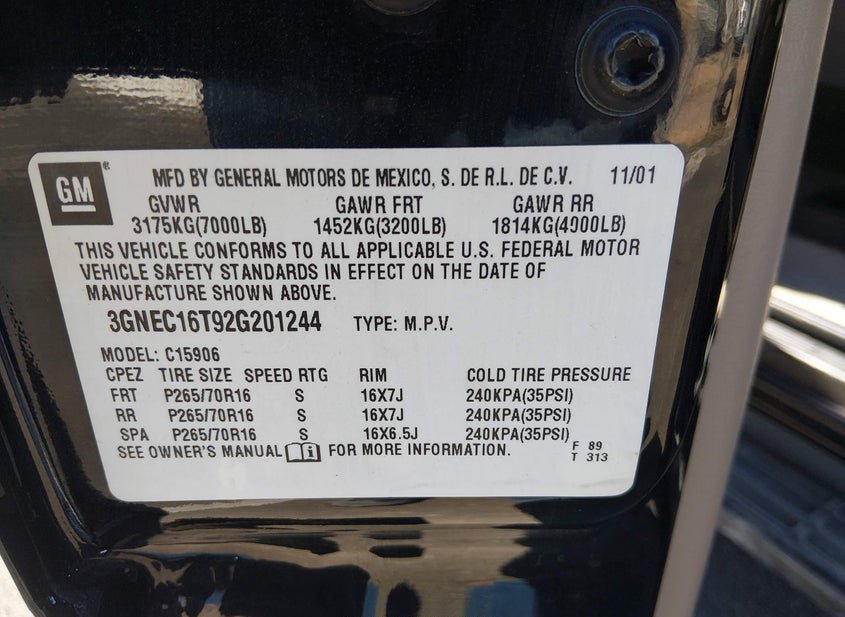 GM ® MFD BY GENERAL MOTORS DE MEXICO, S. DE R.L. DE C.V. 11/01
GVWR GAWR FRT GAWR RR
3175KG(7000LB) 1452KG(3200LB) 1814KG(4000LB)
THIS VEHICLE CONFORMS TO ALL APPLICABLE U.S. FEDERAL MOTOR
VEHICLE SAFETY STANDARDS IN EFFECT ON THE DATE OF
MANUFACTURE SHOWN ABOVE.
3GNEC16T92G201244 TYPE: M.P.V.
MODEL: C15906
CPEZ TIRE SIZE SPEED RTG RIM COLD TIRE PRESSURE
FRT P265/70R16 S 16X7J 240KPA(35PSI)
RR P265/70R16 S 16X7J 240KPA(35PSI)
SPA P265/70R16 S 16X6.5J 240KPA(35PSI)
SEE OWNER'S MANUAL i FOR MORE INFORMATION. F 89
T 313